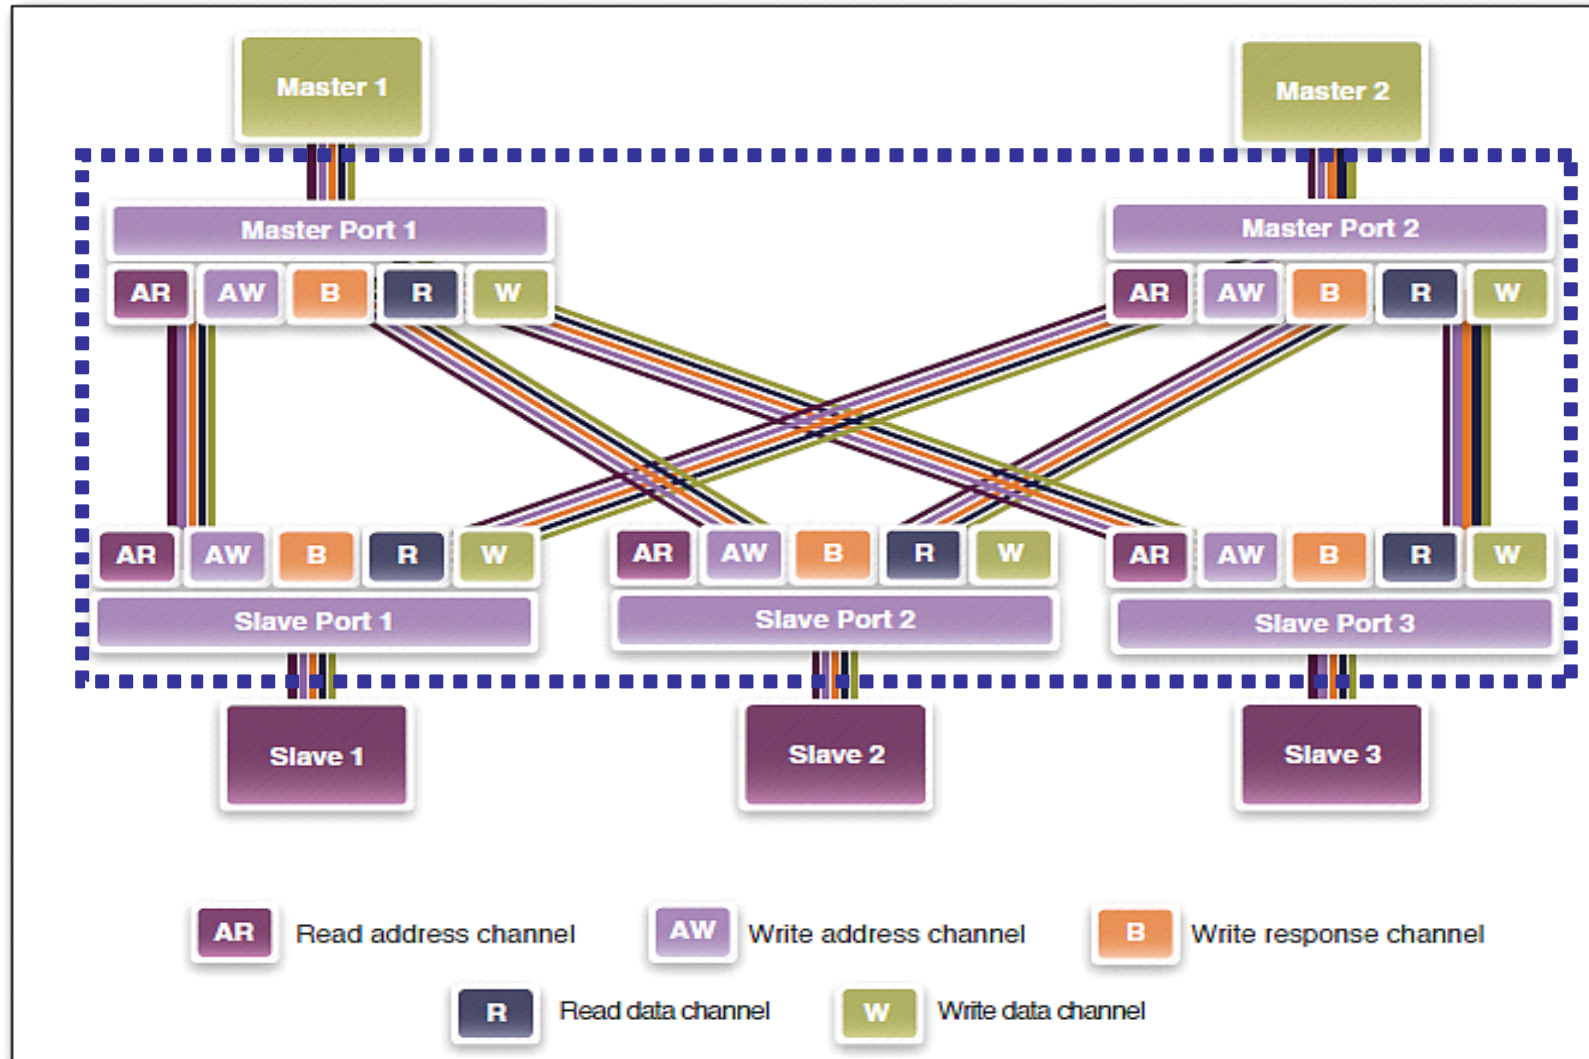 Master 1
Master 2
Master Port 1
Master Port 2
AR AW B R W
AR AW B R W
AR AW B R W
AR AW B R W
AR AW B R W
Slave Port 1
Slave Port 2
Slave Port 3
Slave 1
Slave 2
Slave 3
AR Read address channel
AW Write address channel
B Write response channel
R Read data channel
W Write data channel